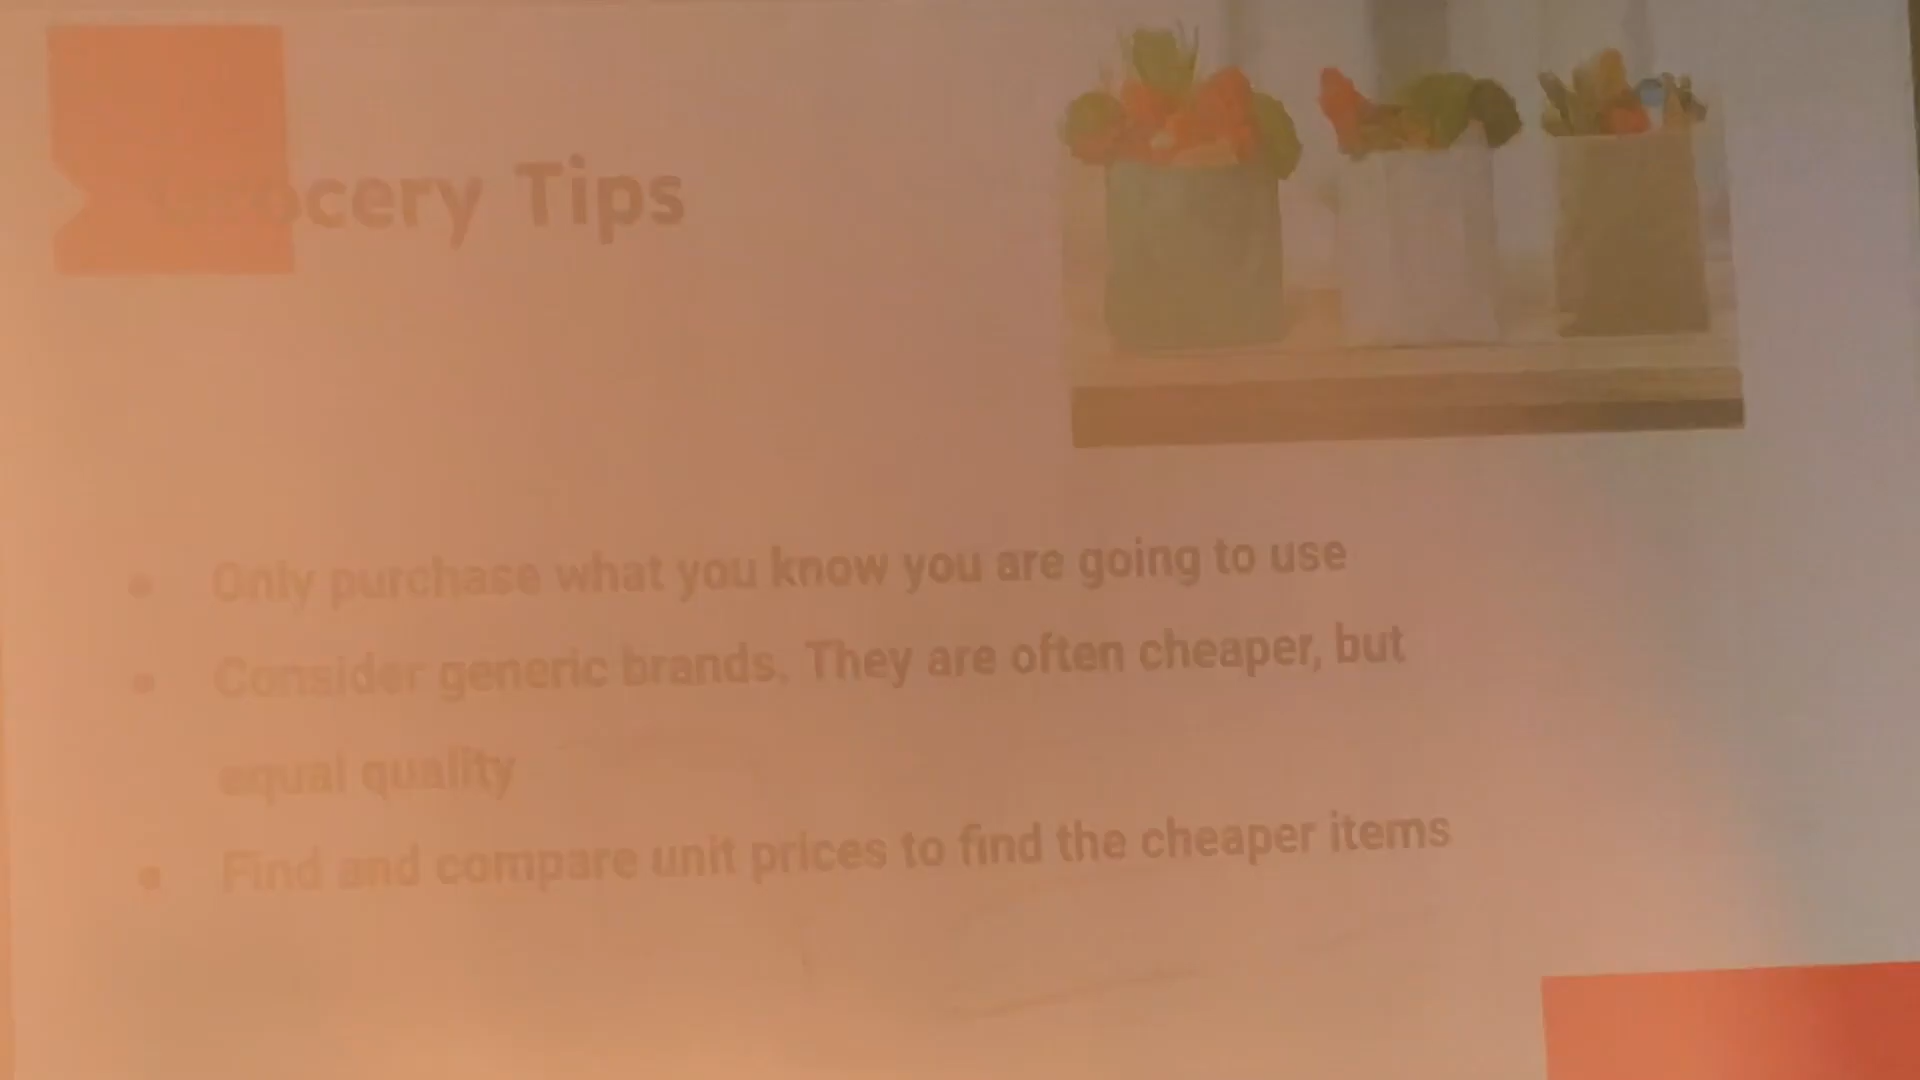 Grocery Tips
• Only purchase what you know you are going to use
• Consider generic brands. They are often cheaper, but
equal quality
• Find and compare unit prices to find the cheaper items